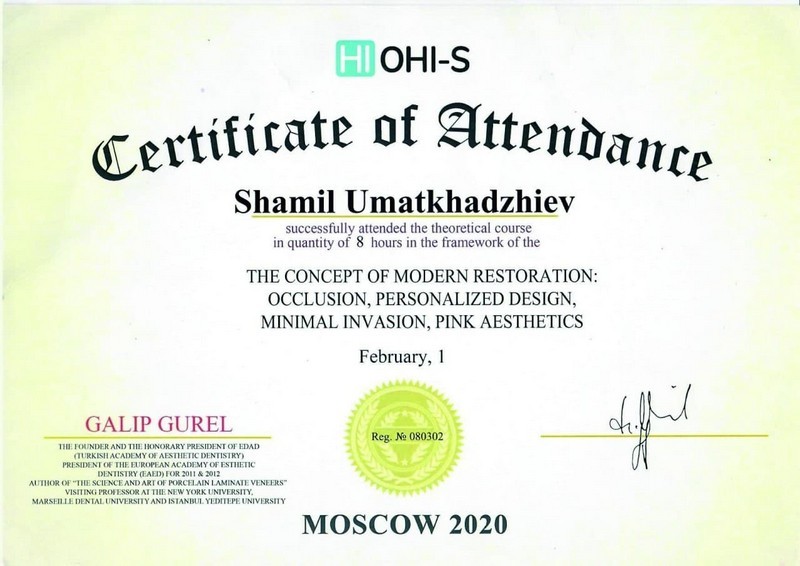 HI OHI-S
Certificate of Attendance
Shamil Umatkhadzhiev
successfully attended the theoretical course
in quantity of 8 hours in the framework of the
THE CONCEPT OF MODERN RESTORATION:
OCCLUSION, PERSONALIZED DESIGN,
MINIMAL INVASION, PINK AESTHETICS
February, 1
GALIP GUREL
THE FOUNDER AND THE HONORARY PRESIDENT OF EDAD
(TURKISH ACADEMY OF AESTHETIC DENTISTRY)
PRESIDENT OF THE EUROPEAN ACADEMY OF ESTHETIC
DENTISTRY (EAED) FOR 2011 & 2012
AUTHOR OF "THE SCIENCE AND ART OF PORCELAIN LAMINATE VENEERS"
VISITING PROFESSOR AT THE NEW YORK UNIVERSITY,
MARSEILLE DENTAL UNIVERSITY AND ISTANBUL YEDITEPE UNIVERSITY
Reg. № 080302
MOSCOW 2020